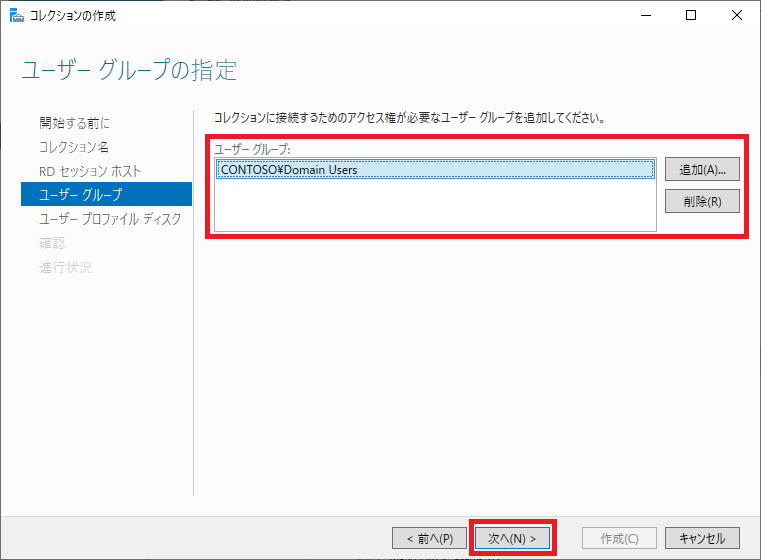 コレクションの作成
ユーザー グループの指定
開始する前に
コレクション名
RD セッション ホスト
ユーザー グループ
ユーザー プロファイル ディスク
確認
進行状況
コレクションに接続するためのアクセス権が必要なユーザー グループを追加してください。
ユーザー グループ:
CONTOSO¥Domain Users
追加(A)...
削除(R)
< 前へ(P)
次へ(N) >
作成(C)
キャンセル